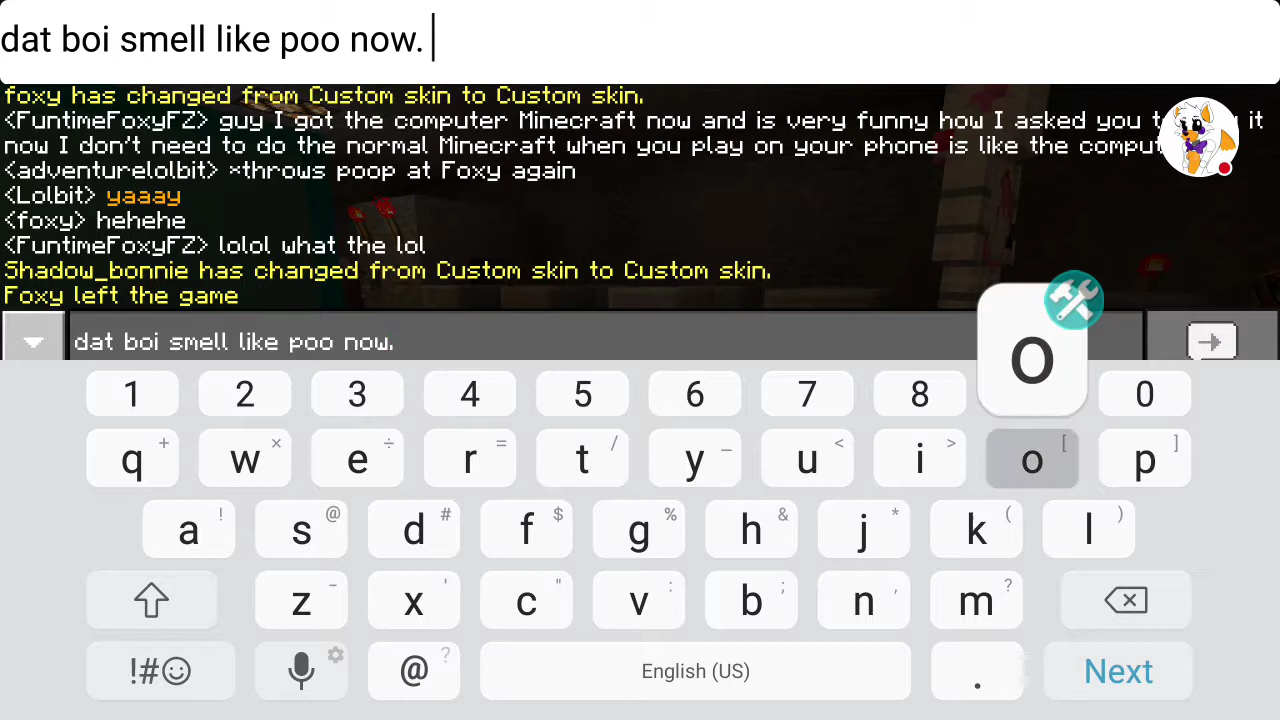 dat boi smell like poo now.
foxy has changed from Custom skin to Custom skin.
<FuntimeFoxyFZ> guy I got the computer Minecraft now and is very funny how I asked you it
now I don't need to do the normal Minecraft when you play on your phone is like the
<adventurelolbit> *throws poop at Foxy again
<Lolbit> yaaay
<foxy> hehehe
<FuntimeFoxyFZ> lolol what the lol
Shadow_bonnie has changed from Custom skin to Custom skin.
Foxy left the game
dat boi smell like poo now.
o
1 2 3 4 5 6 7 8 0
q + w × e ÷ r = t / y _ u < i > o [ p ]
a ! s @ d # f $ g % h & j * k ( l )
z - x ' c " v : b ; n , m ?
!#☺ @ ? English (US) . Next